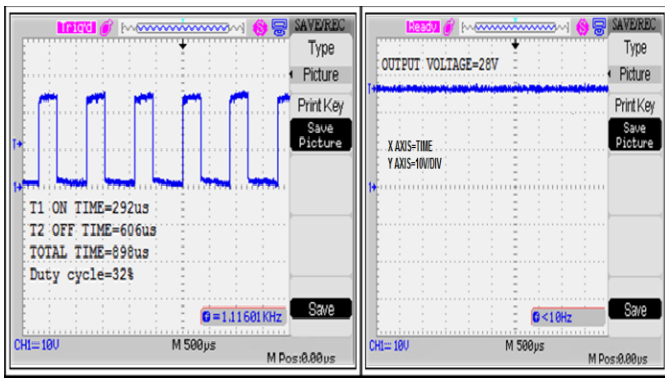 Trig'd
SAVE/REC
Type
Picture
Print Key
Save
Picture
T1 ON TIME=292us
T2 OFF TIME=606us
TOTAL TIME=898us
Duty cycle=32%
=1.11601KHz
Save
CH1=10V
M 500μs
M Pos:0.00μs
Ready
SAVE/REC
Type
OUTPUT VOLTAGE=28V
Picture
Print Key
Save
Picture
X AXIS=TIME
Y AXIS=10V/DIV
<10Hz
Save
CH1=10V
M 500μs
M Pos:0.00μs